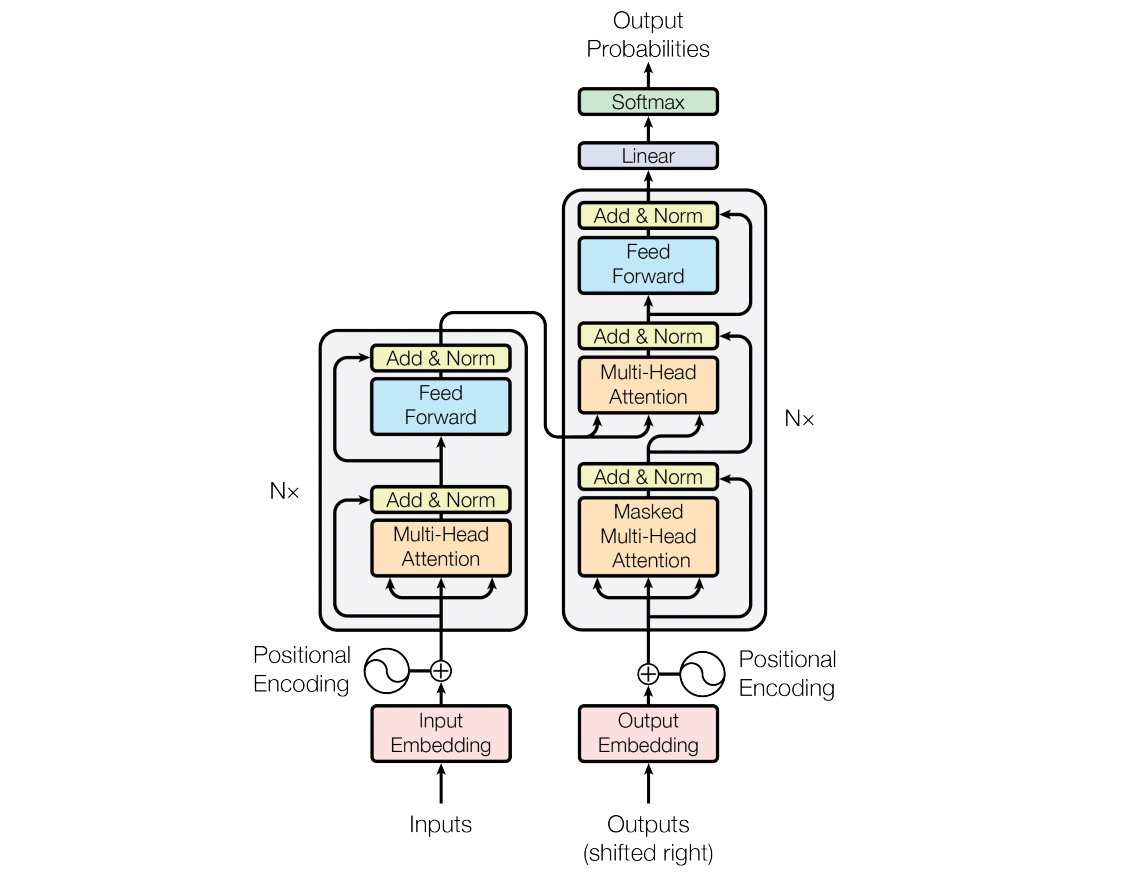 Output
Probabilities
Softmax
Linear
Add & Norm
Feed
Forward
Add & Norm
Multi-Head
Attention
Add & Norm
Masked
Multi-Head
Attention
N×
Add & Norm
Feed
Forward
Add & Norm
Multi-Head
Attention
N×
Positional
Encoding
Positional
Encoding
Input
Embedding
Output
Embedding
Inputs
Outputs
(shifted right)